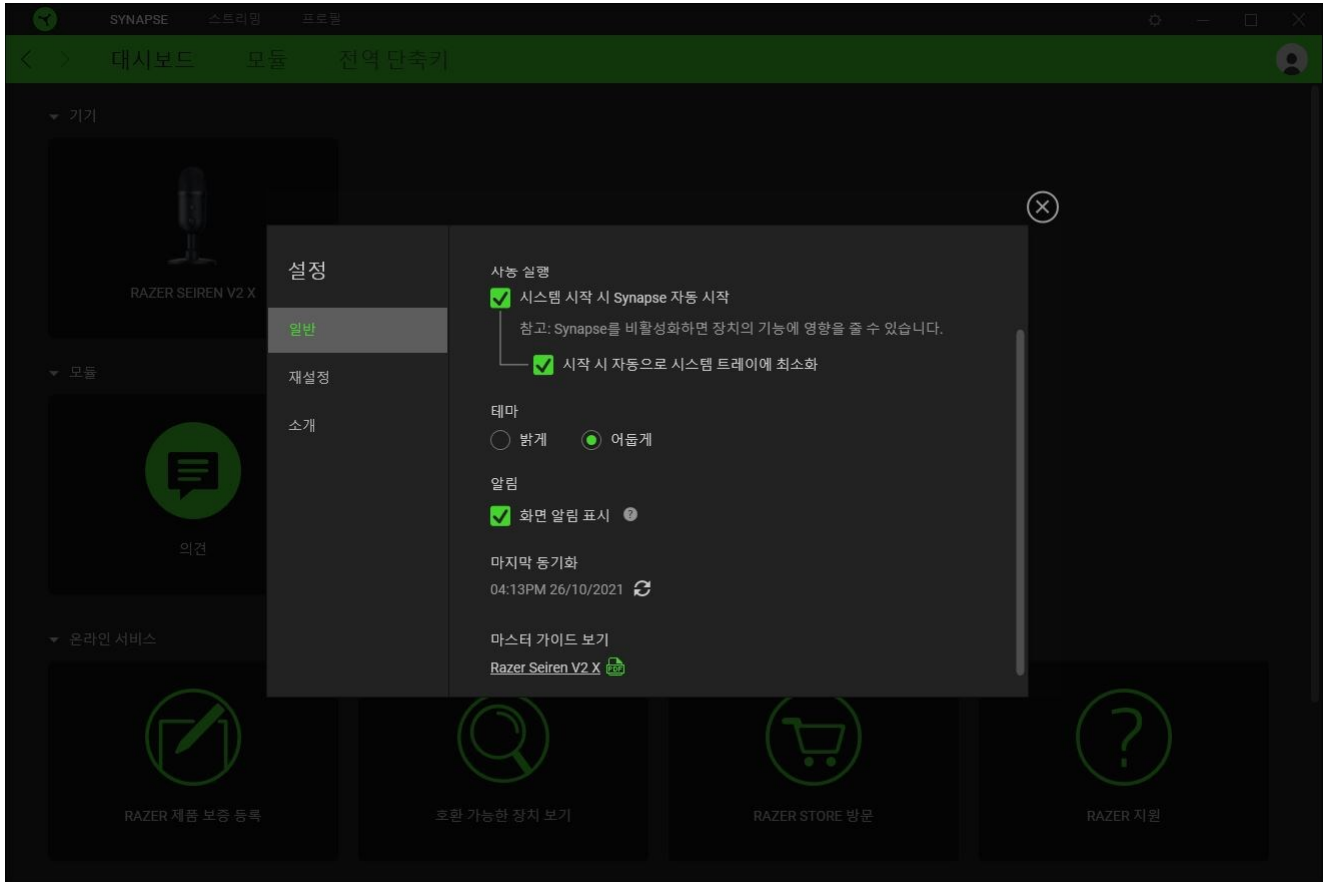 SYNAPSE 스트리밍 프로필
대시보드 모듈 전역 단축키
기기
RAZER SEIREN V2 X
모듈
의견
온라인 서비스
RAZER 제품 보증 등록
호환 가능한 장치 보기
RAZER STORE 방문
RAZER 지원
설정
일반
재설정
소개
자동 실행
시스템 시작 시 Synapse 자동 시작
참고: Synapse를 비활성화하면 장치의 기능에 영향을 줄 수 있습니다.
시작 시 자동으로 시스템 트레이에 최소화
테마
밝게 어둡게
알림
화면 알림 표시 ?
마지막 동기화
04:13PM 26/10/2021
마스터 가이드 보기
Razer Seiren V2 X PDF